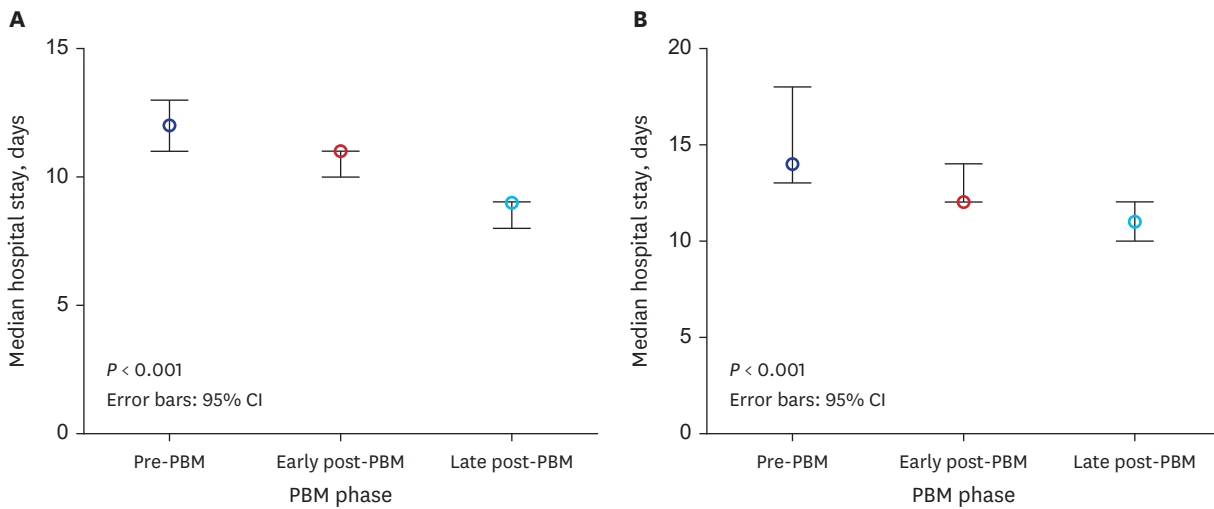 A
Median hospital stay, days
15
10
5
0
P < 0.001
Error bars: 95% CI
Pre-PBM
Early post-PBM
Late post-PBM
PBM phase
B
Median hospital stay, days
20
15
10
5
0
P < 0.001
Error bars: 95% CI
Pre-PBM
Early post-PBM
Late post-PBM
PBM phase